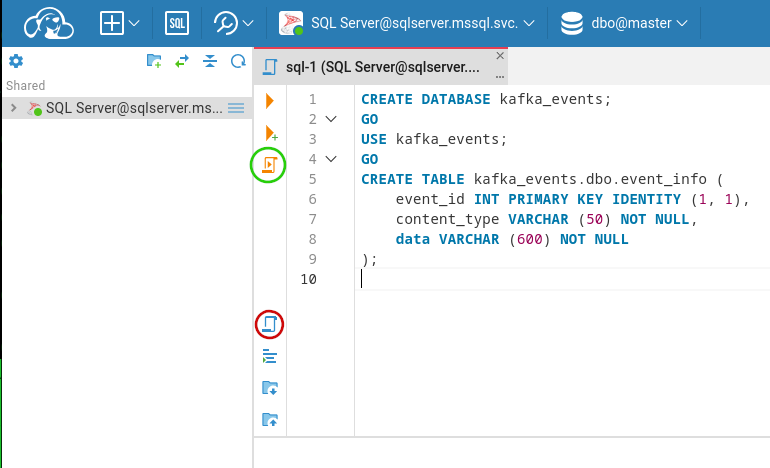 SQL SQL Server@sqlserver.mssql.svc. dbo@master
sql-1 (SQL Server@sqlserver....
Shared
SQL Server@sqlserver.ms...
1 CREATE DATABASE kafka_events;
2 GO
3 USE kafka_events;
4 GO
5 CREATE TABLE kafka_events.dbo.event_info (
6 event_id INT PRIMARY KEY IDENTITY (1, 1),
7 content_type VARCHAR (50) NOT NULL,
8 data VARCHAR (600) NOT NULL
9 );
10